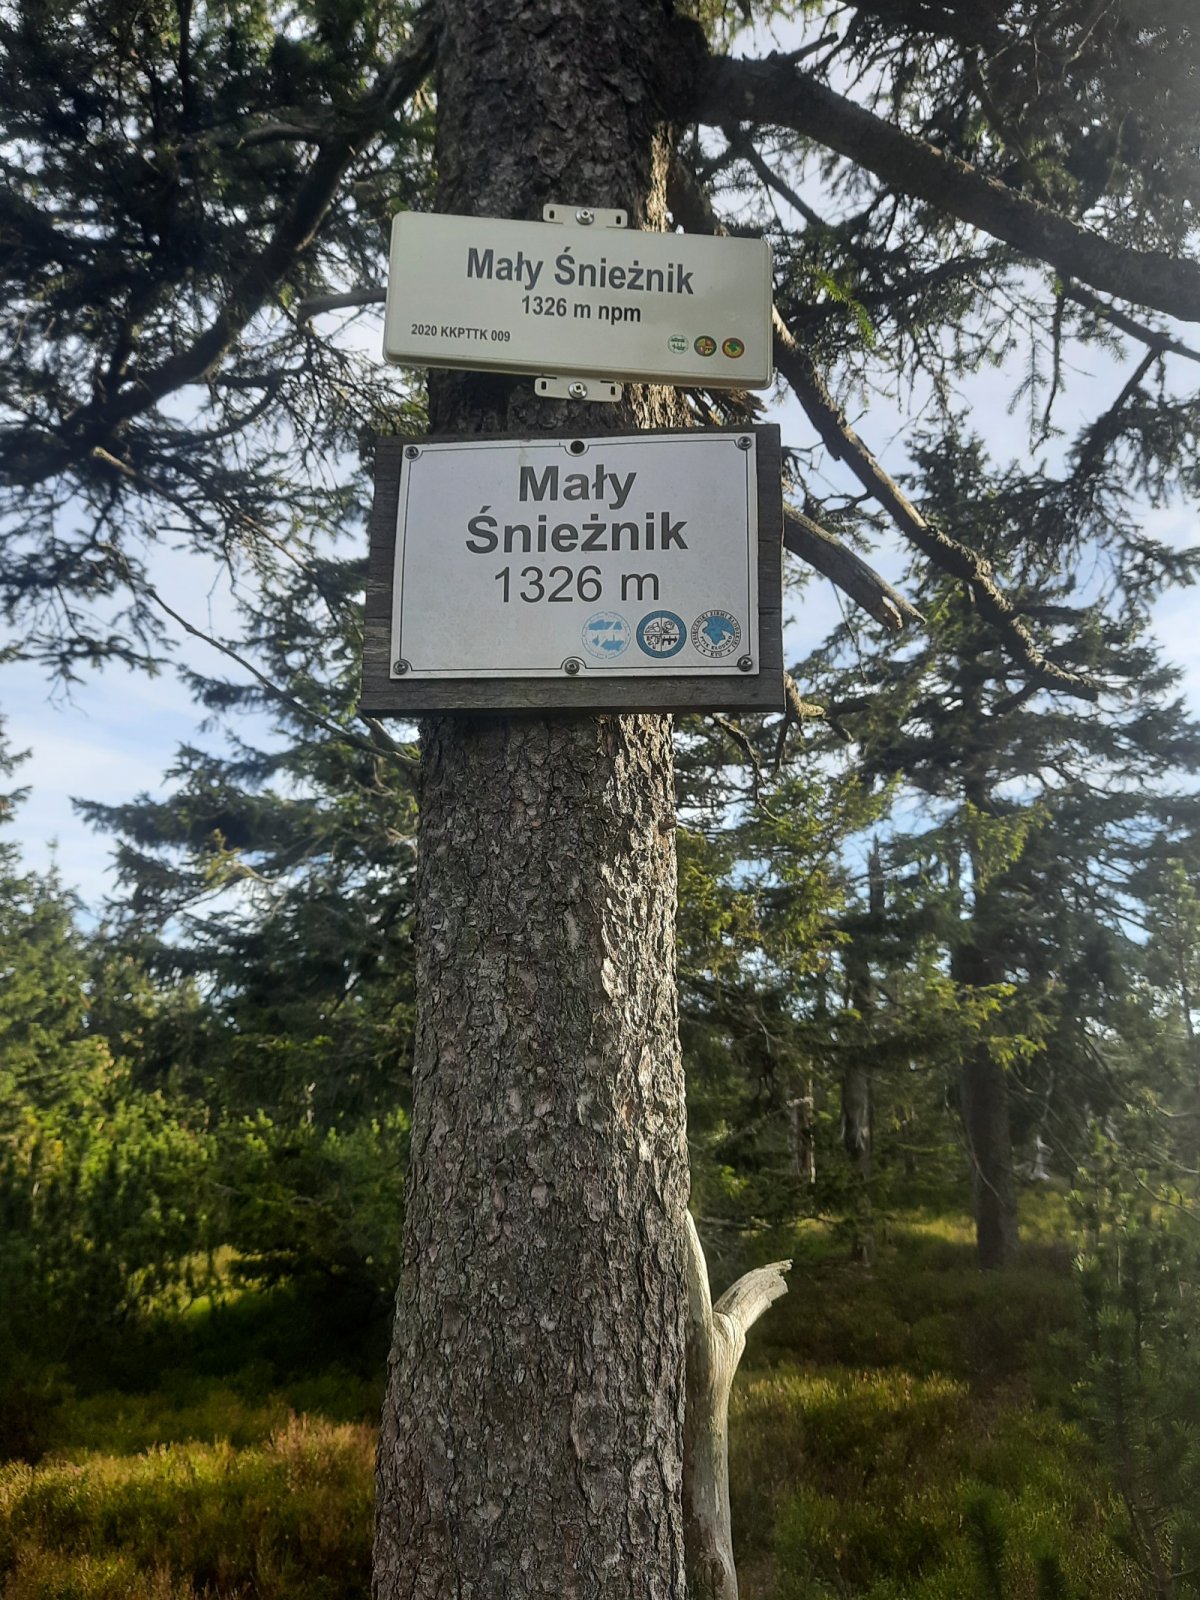 Mały Śnieżnik
1326 m npm
2020 KKPTTK 009
Mały
Śnieżnik
1326 m